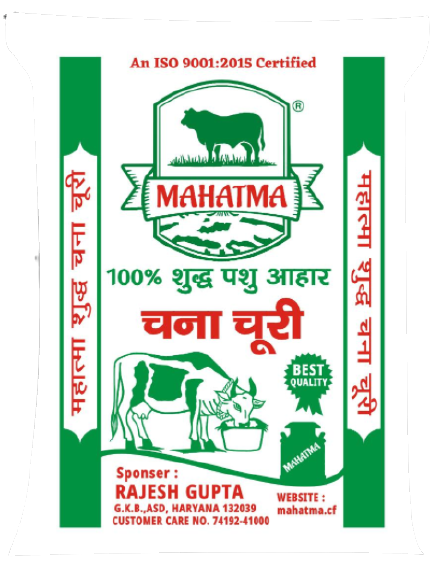 An ISO 9001:2015 Certified
®
MAHATMA
100% शुद्ध पशु आहार
चना चूरी
महात्मा शुद्ध चना चूरी
महात्मा शुद्ध चना चूरी
BEST
QUALITY
MAHATMA
Sponser :
RAJESH GUPTA
G.K.B.,ASD, HARYANA 132039
CUSTOMER CARE NO. 74192-41000
WEBSITE :
mahatma.cf